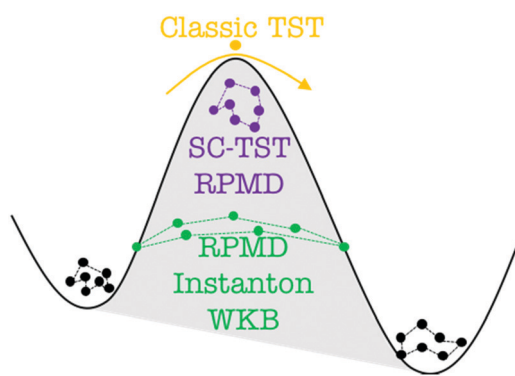 Classic TST
SC-TST
RPMD
RPMD
Instanton
WKB